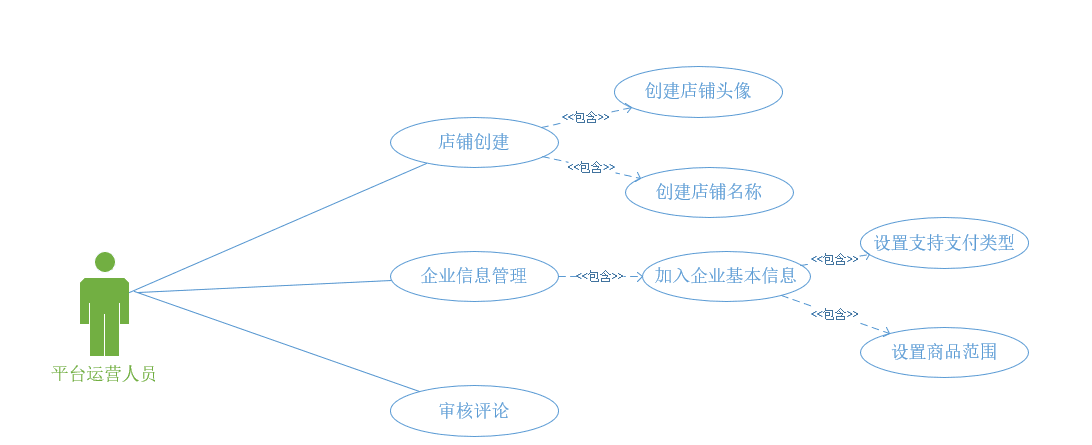 创建店铺头像
<<包含>>
店铺创建
<<包含>>
创建店铺名称
设置支持支付类型
<<包含>>
企业信息管理
<<包含>>
加入企业基本信息
<<包含>>
设置商品范围
平台运营人员
审核评论